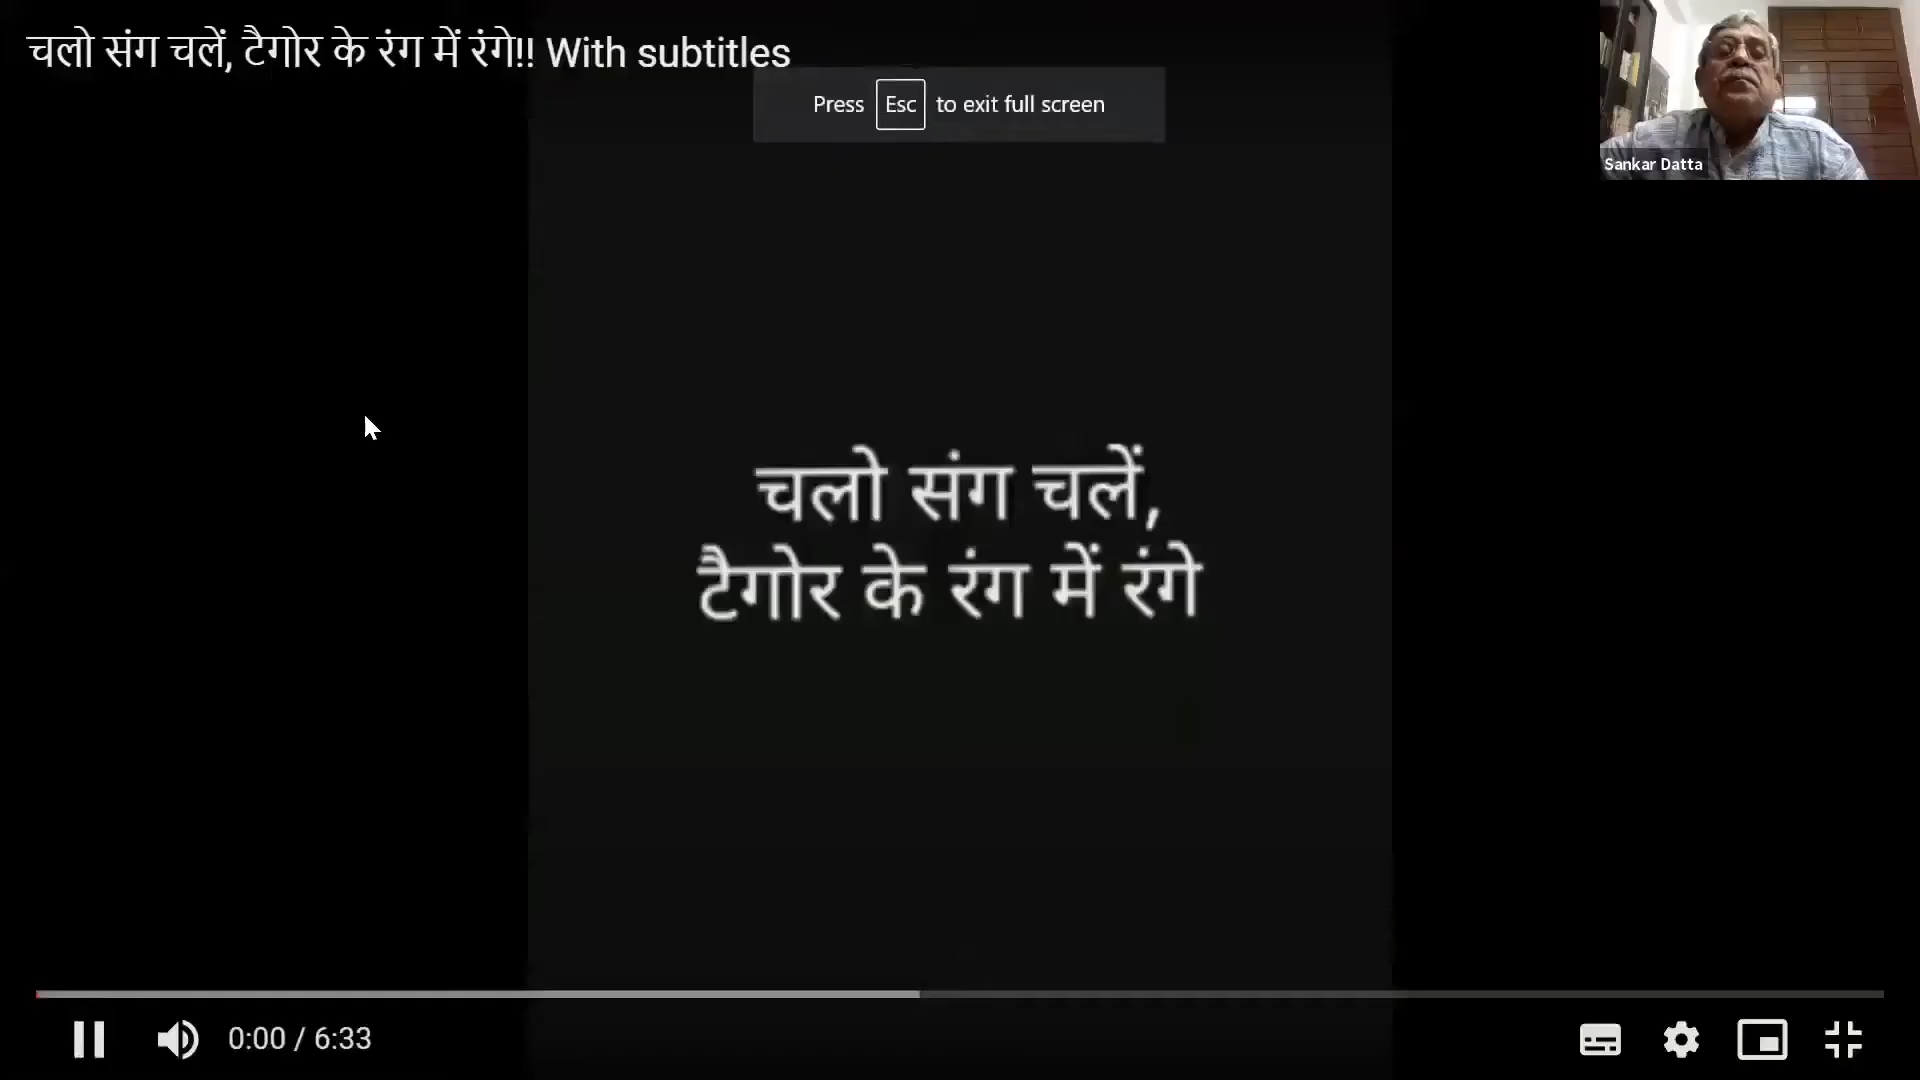 चलो संग चलें, टैगोर के रंग में रंगे!! With subtitles
Press Esc to exit full screen
Sankar Datta
चलो संग चलें,
टैगोर के रंग में रंगे
0:00 / 6:33